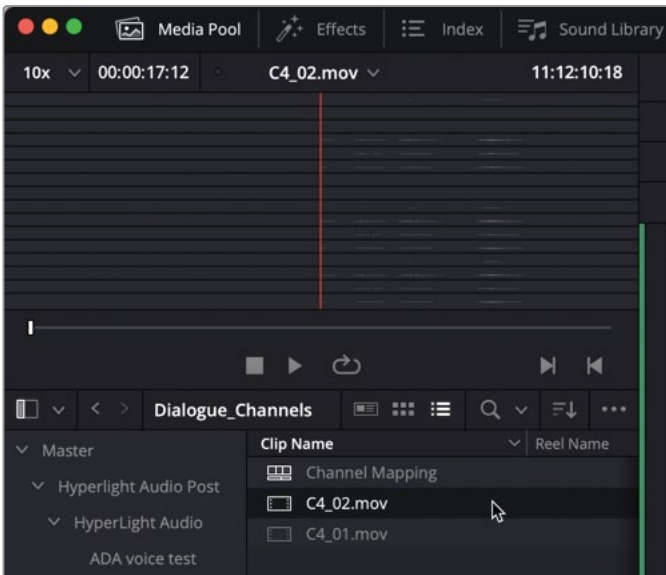 Media Pool Effects Index Sound Library
10x 00:00:17:12 C4_02.mov 11:12:10:18
Dialogue_Channels
Clip Name Reel Name
Master
Channel Mapping
Hyperlight Audio Post
C4_02.mov
HyperLight Audio
C4_01.mov
ADA voice test